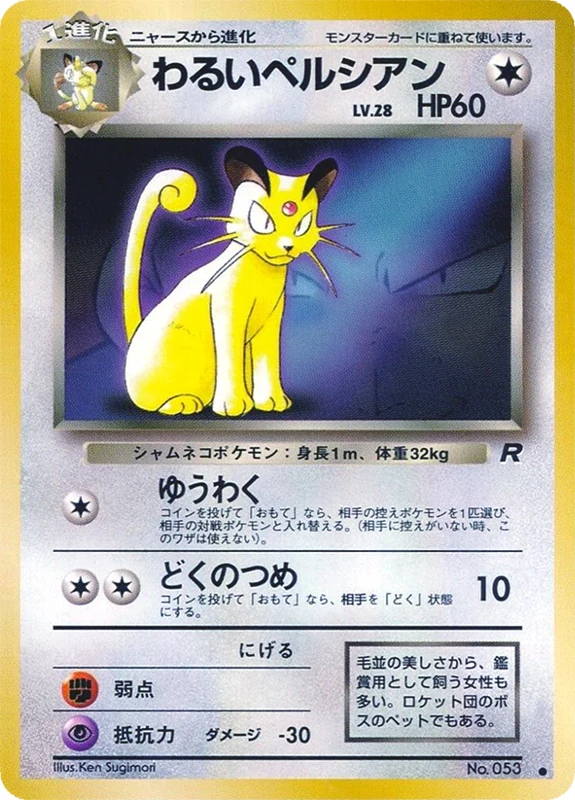 1進化
ニャースから進化
モンスターカードに重ねて使います。
わるいペルシアン
LV.28 HP60
シャムネコポケモン：身長1m、体重32kg
R
ゆうわく
コインを投げて「おもて」なら、相手の控えポケモンを1匹選び、
相手の対戦ポケモンと入れ替える。（相手に控えがいない時、こ
のワザは使えない）。
どくのつめ 10
コインを投げて「おもて」なら、相手を「どく」状態
にする。
にげる
弱点
抵抗力 ダメージ -30
毛並の美しさから、鑑
賞用として飼う女性も
多い。ロケット団のボ
スのペットでもある。
Illus.Ken Sugimori
No. 053